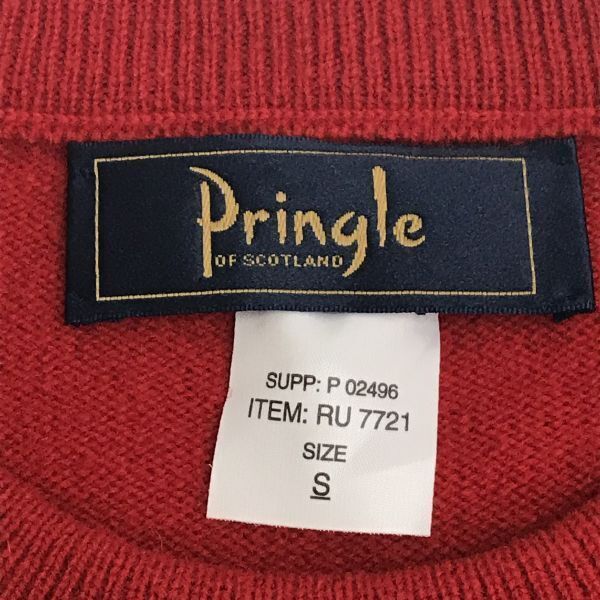 Pringle
OF SCOTLAND
SUPP: P 02496
ITEM: RU 7721
SIZE
S